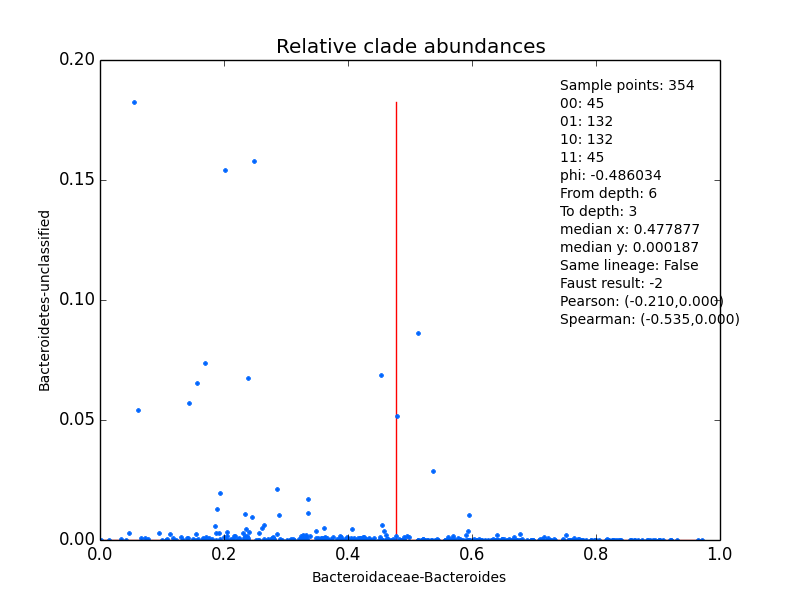 Relative clade abundances
0.20
0.15
0.10
0.05
0.00
Bacteroidetes-unclassified
Sample points: 354
00: 45
01: 132
10: 132
11: 45
phi: -0.486034
From depth: 6
To depth: 3
median x: 0.477877
median y: 0.000187
Same lineage: False
Faust result: -2
Pearson: (-0.210,0.000)
Spearman: (-0.535,0.000)
0.0 0.2 0.4 0.6 0.8 1.0
Bacteroidaceae-Bacteroides